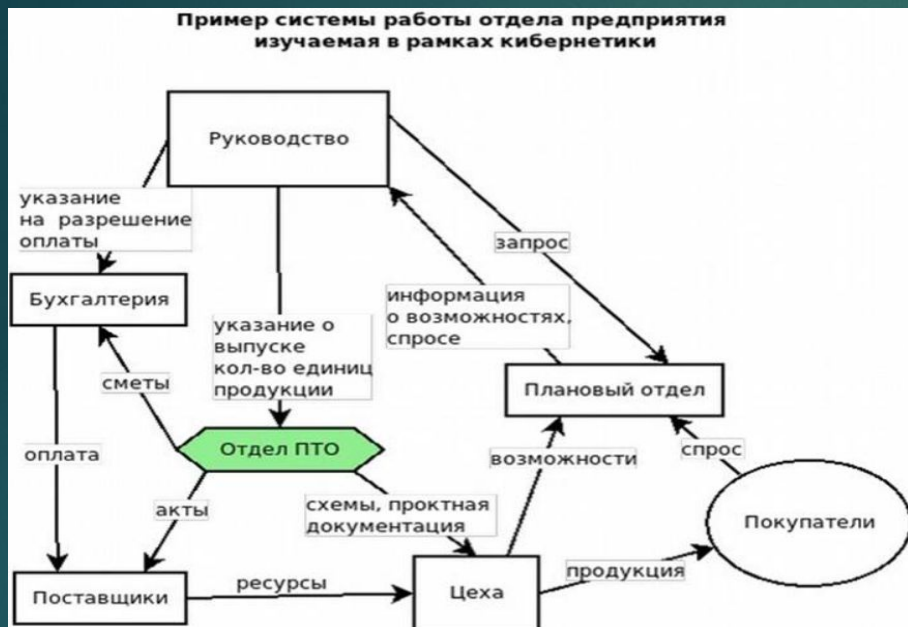 Пример системы работы отдела предприятия
изучаемая в рамках кибернетики
Руководство
указание
на разрешение
оплаты
запрос
Бухгалтерия
информация
о возможностях,
спросе
указание о
выпуске
кол-во единиц
продукции
сметы
Плановый отдел
оплата
Отдел ПТО
возможности
спрос
акты
схемы, проктная
документация
Покупатели
ресурсы
продукция
Поставщики
Цеха